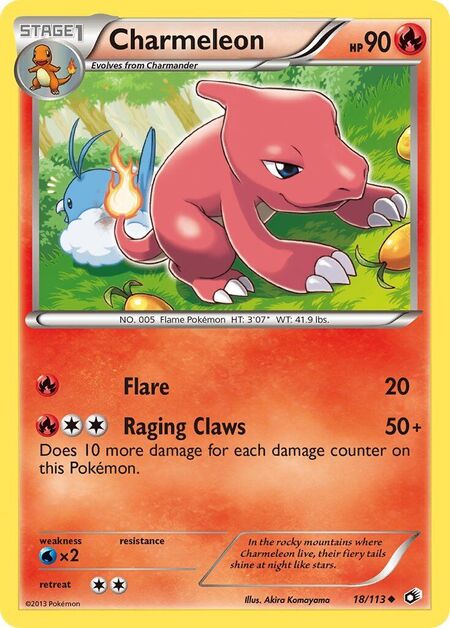 STAGE1
Charmeleon
HP90
Evolves from Charmander
NO. 005 Flame Pokémon HT: 3'07" WT: 41.9 lbs.
Flare 20
Raging Claws 50+
Does 10 more damage for each damage counter on
this Pokémon.
weakness resistance
×2
retreat
In the rocky mountains where
Charmeleon live, their fiery tails
shine at night like stars.
©2013 Pokémon Illus. Akira Komayama 18/113